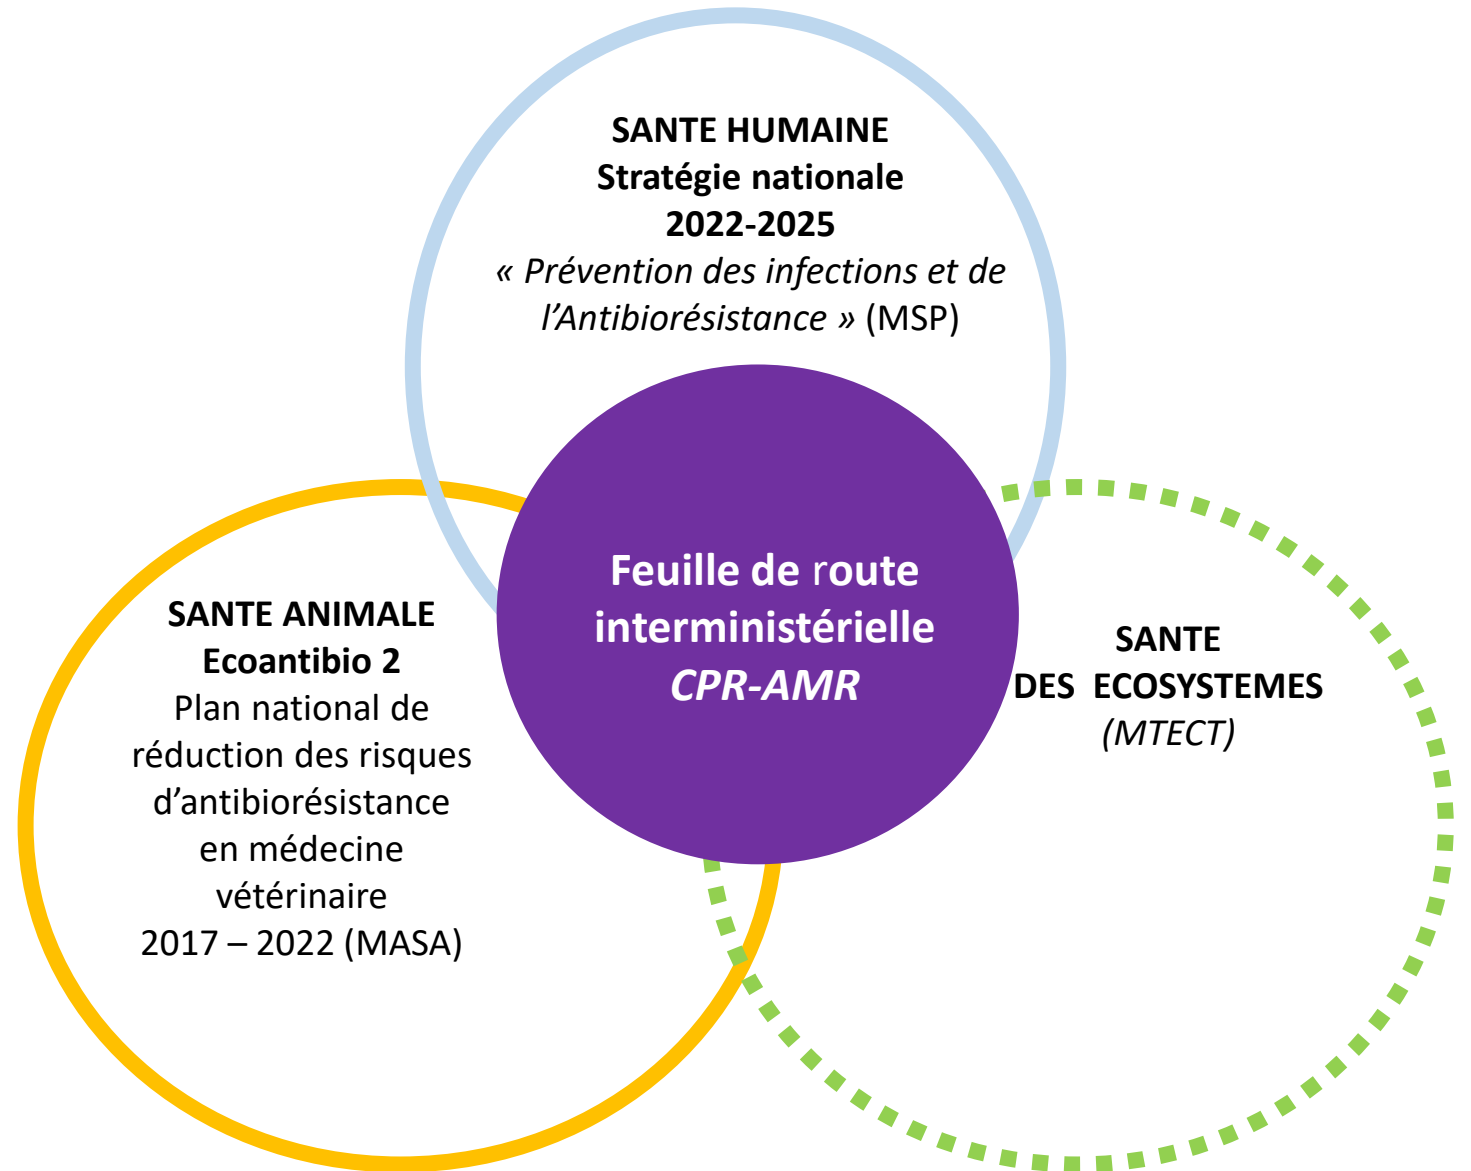 SANTE HUMAINE
Stratégie nationale
2022-2025
« Prévention des infections et de
l’Antibiorésistance » (MSP)
Feuille de route
interministérielle
CPR-AMR
SANTE ANIMALE
Ecoantibio 2
Plan national de
réduction des risques
d’antibiorésistance
en médecine
vétérinaire
2017 – 2022 (MASA)
SANTE
DES ECOSYSTEMES
(MTECT)